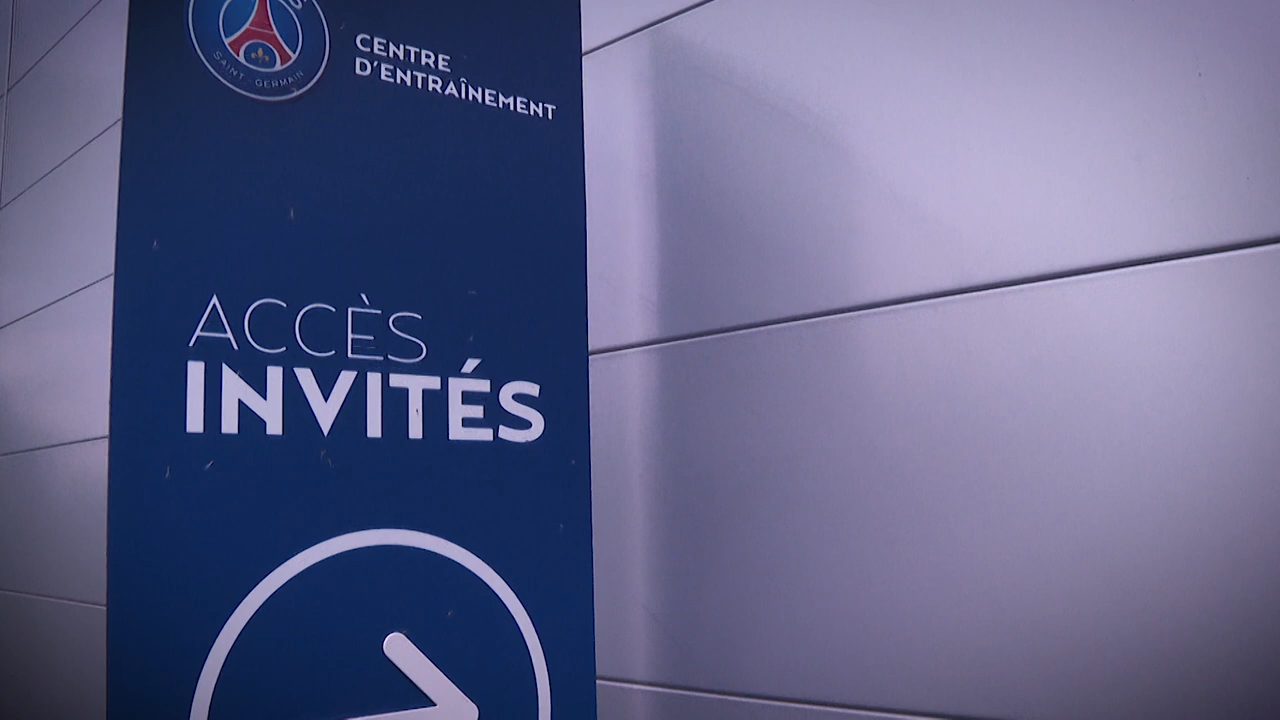 SAINT - GERMAIN
CENTRE
D'ENTRAÎNEMENT
ACCÈS
INVITÉS